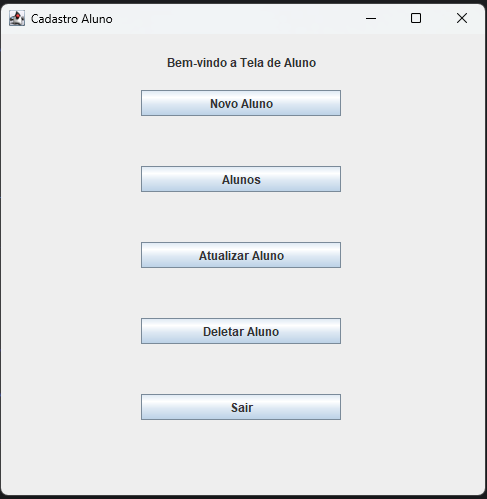 Cadastro Aluno
Bem-vindo a Tela de Aluno
Novo Aluno
Alunos
Atualizar Aluno
Deletar Aluno
Sair